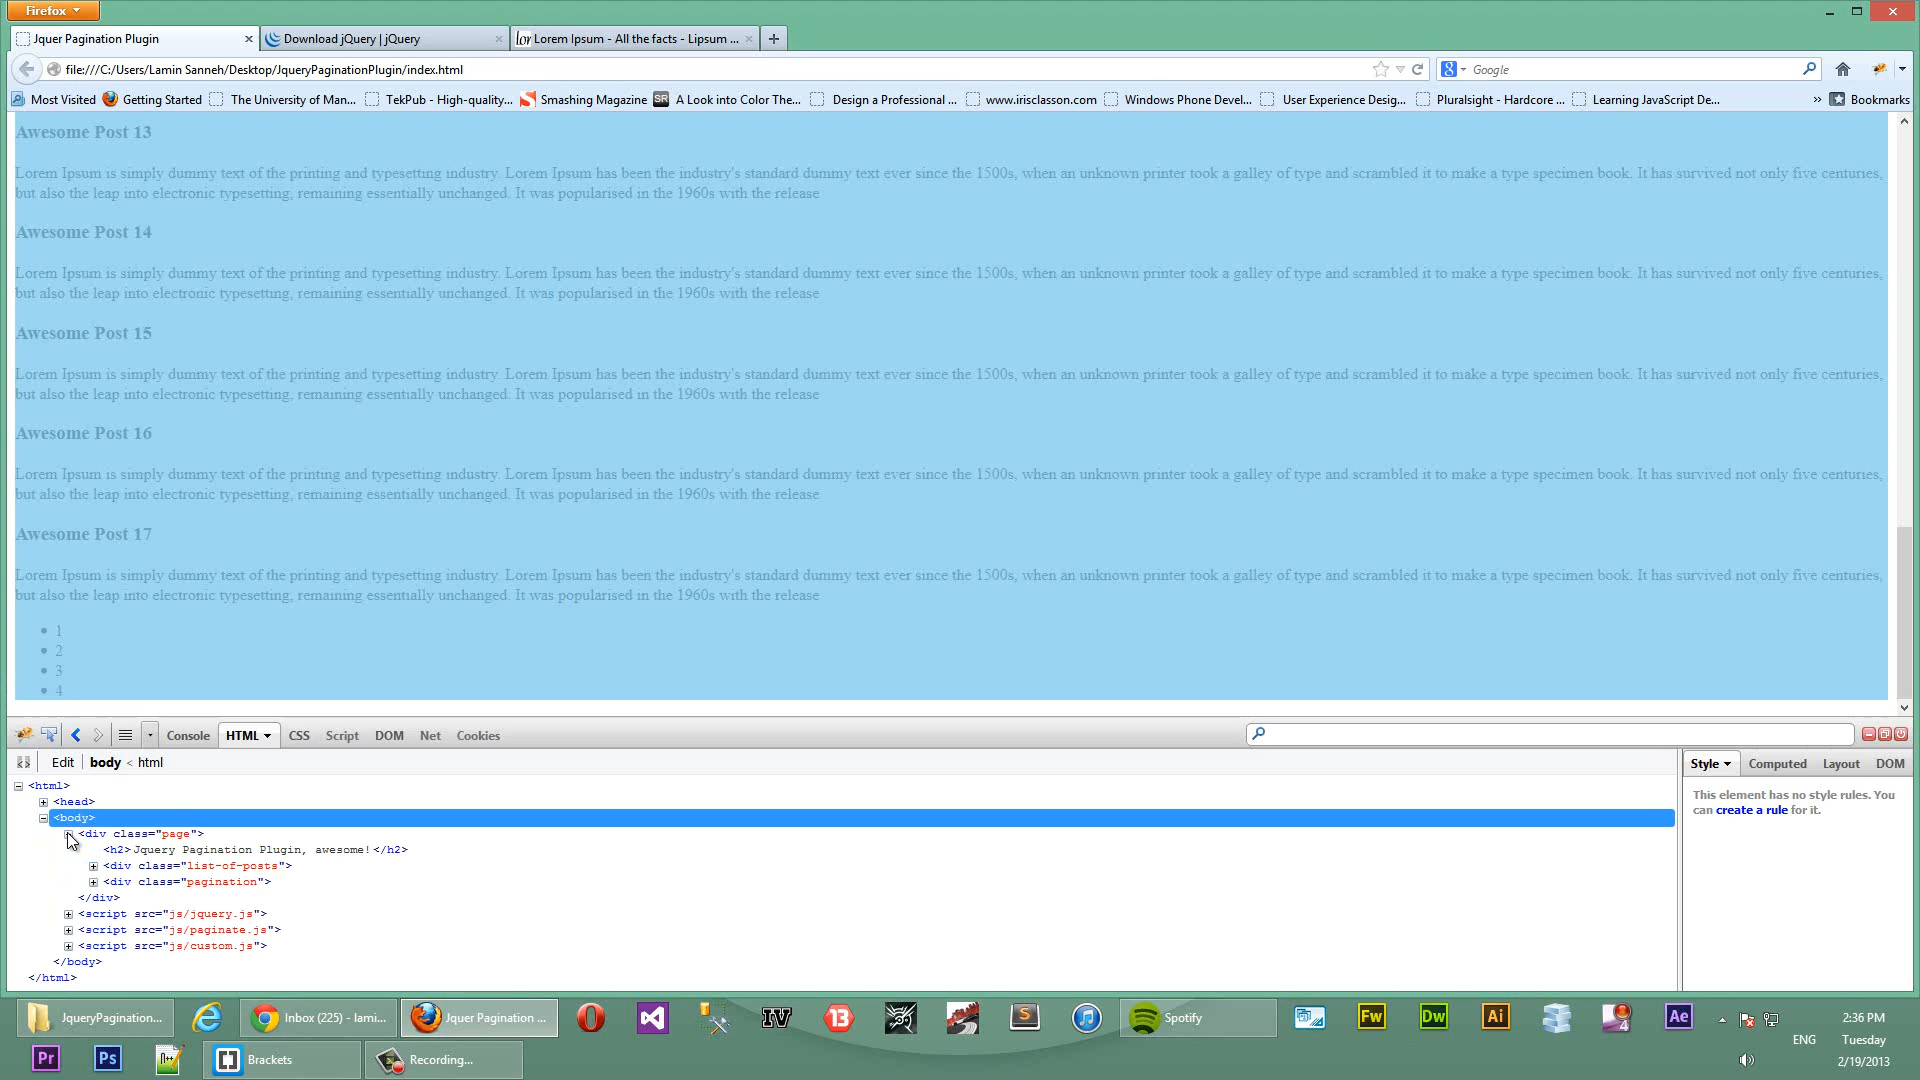 Firefox
Jquer Pagination Plugin
Download jQuery | jQuery
Lorem Ipsum - All the facts - Lipsum ...
file:///C:/Users/Lamin Sanneh/Desktop/JqueryPaginationPlugin/index.html
Google
Most Visited
Getting Started
The University of Man...
TekPub - High-quality...
Smashing Magazine
SR
A Look into Color The...
Design a Professional ...
www.irisclasson.com
Windows Phone Devel...
User Experience Desig...
Pluralsight - Hardcore ...
Learning JavaScript De...
Bookmarks
Awesome Post 13
Lorem Ipsum is simply dummy text of the printing and typesetting industry. Lorem Ipsum has been the industry's standard dummy text ever since the 1500s, when an unknown printer took a galley of type and scrambled it to make a type specimen book. It has survived not only five centuries,
but also the leap into electronic typesetting, remaining essentially unchanged. It was popularised in the 1960s with the release
Awesome Post 14
Lorem Ipsum is simply dummy text of the printing and typesetting industry. Lorem Ipsum has been the industry's standard dummy text ever since the 1500s, when an unknown printer took a galley of type and scrambled it to make a type specimen book. It has survived not only five centuries,
but also the leap into electronic typesetting, remaining essentially unchanged. It was popularised in the 1960s with the release
Awesome Post 15
Lorem Ipsum is simply dummy text of the printing and typesetting industry. Lorem Ipsum has been the industry's standard dummy text ever since the 1500s, when an unknown printer took a galley of type and scrambled it to make a type specimen book. It has survived not only five centuries,
but also the leap into electronic typesetting, remaining essentially unchanged. It was popularised in the 1960s with the release
Awesome Post 16
Lorem Ipsum is simply dummy text of the printing and typesetting industry. Lorem Ipsum has been the industry's standard dummy text ever since the 1500s, when an unknown printer took a galley of type and scrambled it to make a type specimen book. It has survived not only five centuries,
but also the leap into electronic typesetting, remaining essentially unchanged. It was popularised in the 1960s with the release
Awesome Post 17
Lorem Ipsum is simply dummy text of the printing and typesetting industry. Lorem Ipsum has been the industry's standard dummy text ever since the 1500s, when an unknown printer took a galley of type and scrambled it to make a type specimen book. It has survived not only five centuries,
but also the leap into electronic typesetting, remaining essentially unchanged. It was popularised in the 1960s with the release
1
2
3
4
Console
HTML
CSS
Script
DOM
Net
Cookies
Edit
body < html
Style
Computed
Layout
DOM
<html>
<head>
<body>
<div class="page">
<h2>Jquery Pagination Plugin, awesome!</h2>
<div class="list-of-posts">
<div class="pagination">
</div>
<script src="js/jquery.js">
<script src="js/paginate.js">
<script src="js/custom.js">
</body>
</html>
This element has no style rules. You
can create a rule for it.
JqueryPagination...
Inbox (225) - lami...
Jquer Pagination ...
IV
13
S
Spotify
Fw
Dw
Ai
4
Ae
2:36 PM
ENG
Tuesday
2/19/2013
Pr
Ps
Brackets
Recording...